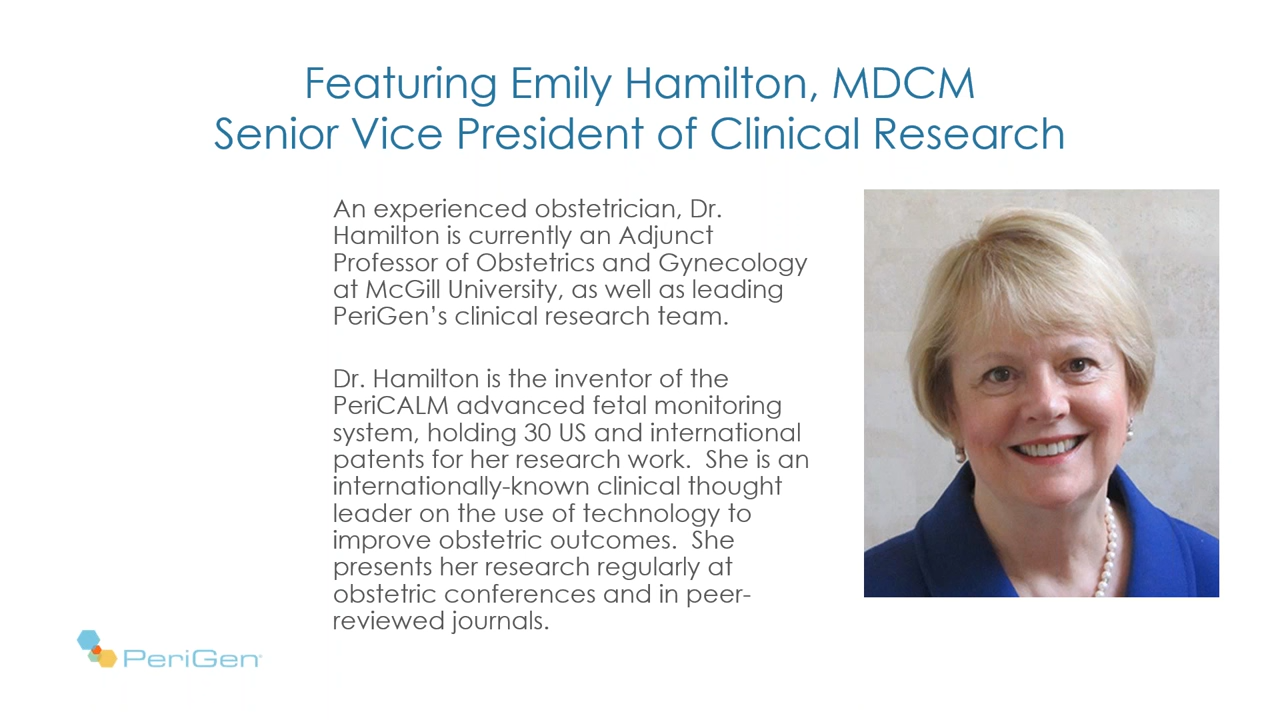 Featuring Emily Hamilton, MDCM
Senior Vice President of Clinical Research
An experienced obstetrician, Dr.
Hamilton is currently an Adjunct
Professor of Obstetrics and Gynecology
at McGill University, as well as leading
PeriGen’s clinical research team.
Dr. Hamilton is the inventor of the
PeriCALM advanced fetal monitoring
system, holding 30 US and international
patents for her research work.  She is an
internationally-known clinical thought
leader on the use of technology to
improve obstetric outcomes.  She
presents her research regularly at
obstetric conferences and in peer-
reviewed journals.
PeriGen